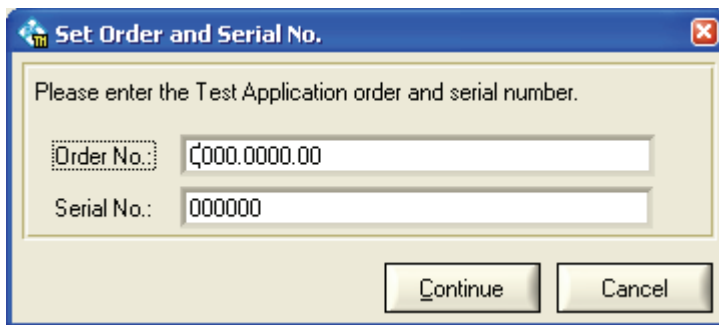 TM Set Order and Serial No.
Please enter the Test Application order and serial number.
Order No.: 0000.0000.00
Serial No.: 000000
Continue Cancel